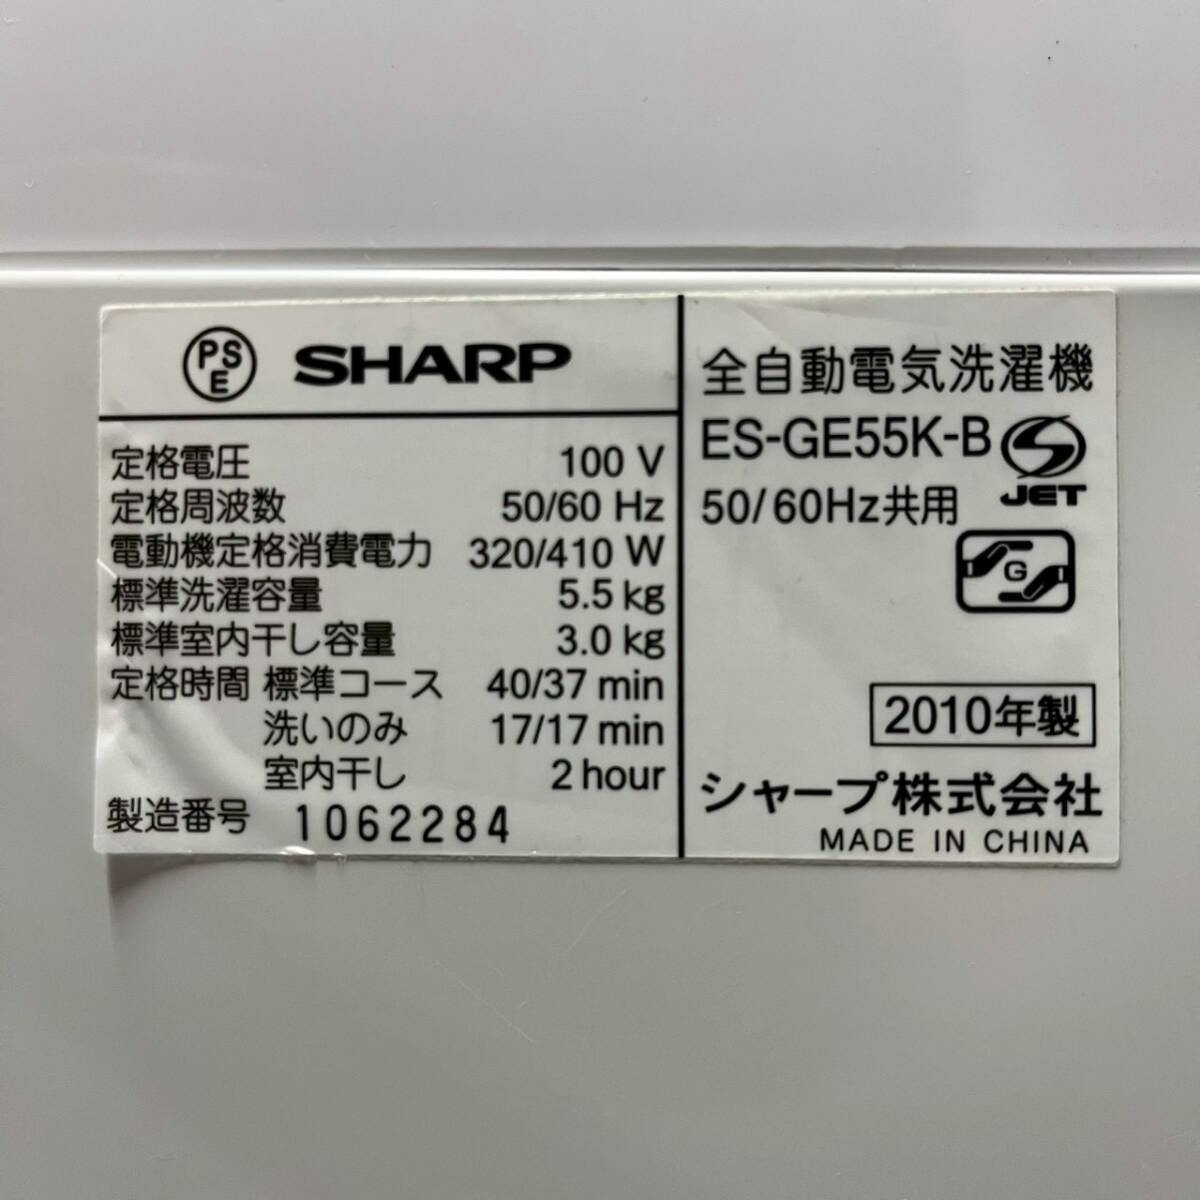 PSE SHARP
定格電圧 100 V
定格周波数 50/60 Hz
電動機定格消費電力 320/410 W
標準洗濯容量 5.5 kg
標準室内干し容量 3.0 kg
定格時間 標準コース 40/37 min
洗いのみ 17/17 min
室内干し 2 hour
製造番号 1062284
全自動電気洗濯機
ES-GE55K-B
JET
50/60Hz共用
G
2010年製
シャープ株式会社
MADE IN CHINA